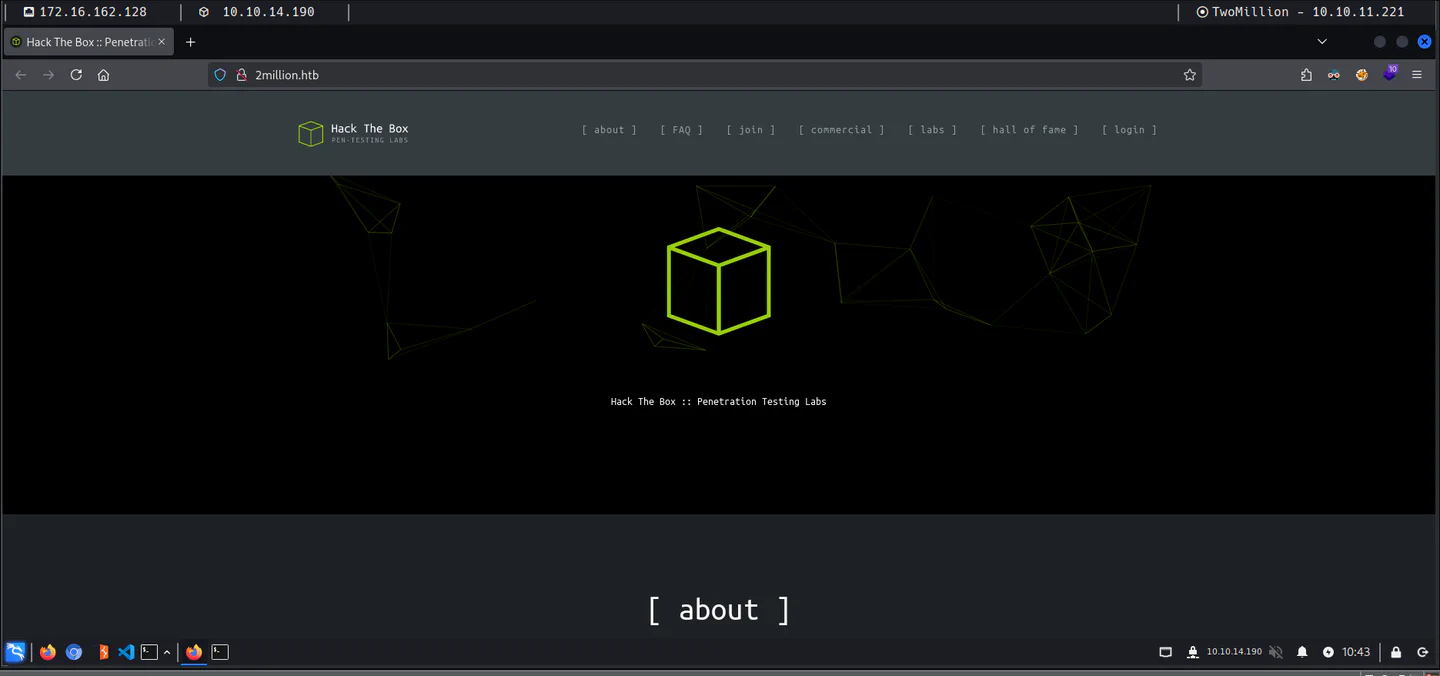 172.16.162.128
10.10.14.190
TwoMillion - 10.10.11.221
Hack The Box :: Penetratio
2million.htb
10
Hack The Box
PEN-TESTING LABS
[ about ] [ FAQ ] [ join ] [ commercial ] [ labs ] [ hall of fame ] [ login ]
Hack The Box :: Penetration Testing Labs
[ about ]
10.10.14.190
10:43